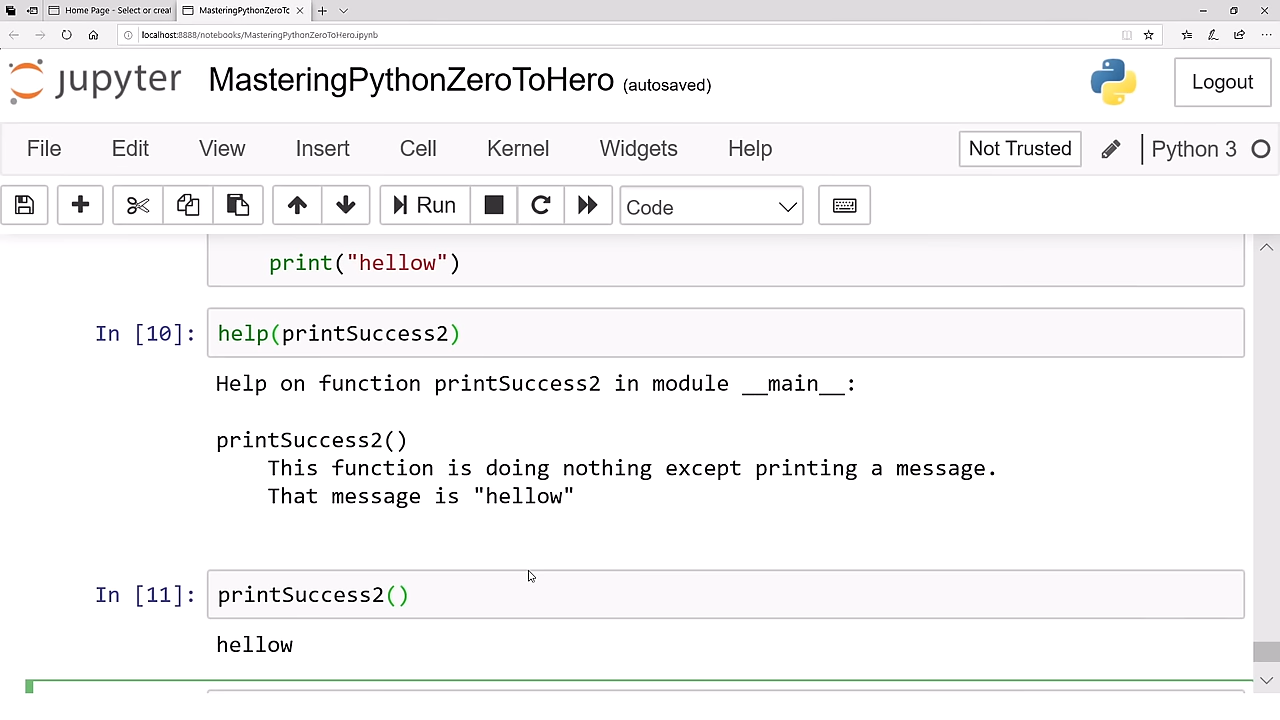 Home Page - Select or creat
MasteringPythonZeroTo
localhost:8888/notebooks/MasteringPythonZeroToHero.ipynb
jupyter MasteringPythonZeroToHero (autosaved)
Logout
File Edit View Insert Cell Kernel Widgets Help
Not Trusted
Python 3
Run
Code
print("hellow")
In [10]: help(printSuccess2)
Help on function printSuccess2 in module __main__:
printSuccess2()
This function is doing nothing except printing a message.
That message is "hellow"
In [11]: printSuccess2()
hellow